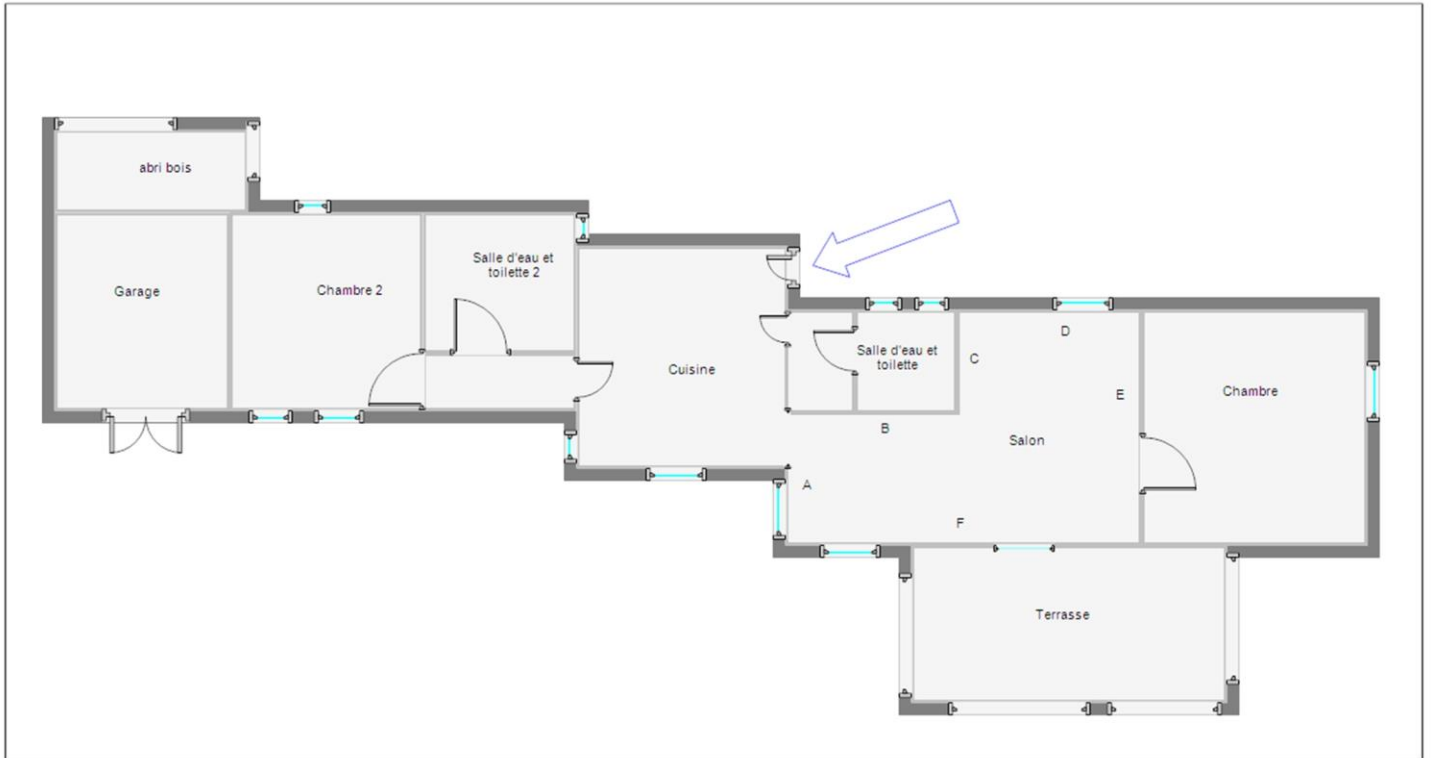 abri bois
Salle d'eau et
toilette 2
Garage
Chambre 2
Cuisine
Salle d'eau et
toilette
D
C
E
Chambre
B
Salon
A
F
Terrasse